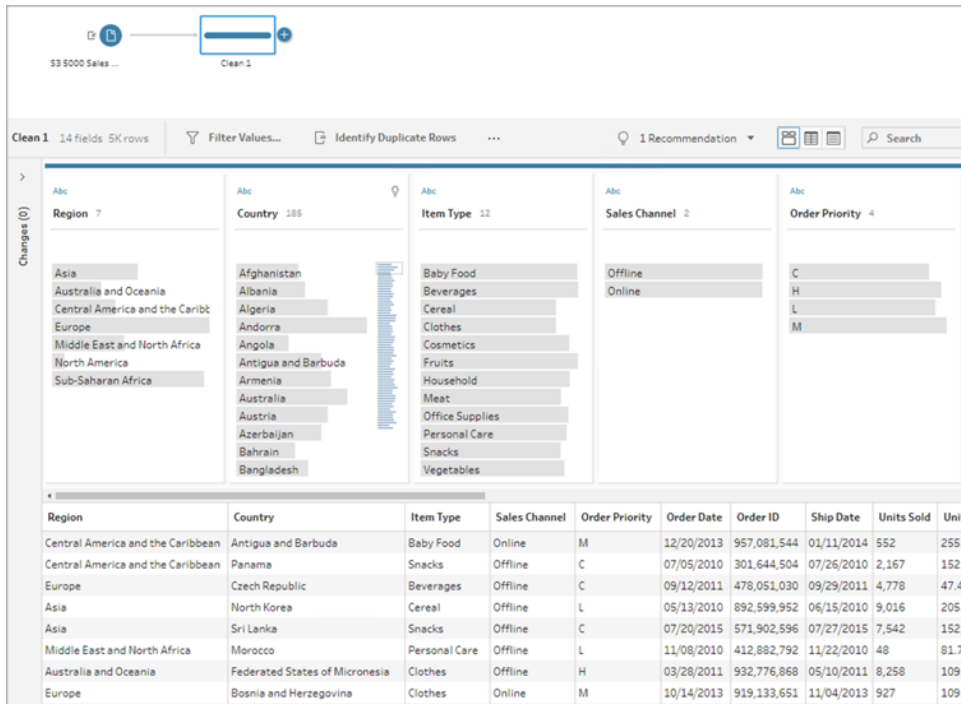 S3 5000 Sales ...
Clean 1
Clean 1 14 fields 5K rows Filter Values... Identify Duplicate Rows ... 1 Recommendation Search
Changes (0)
Abc Abc Abc Abc Abc
Region 7 Country 185 Item Type 12 Sales Channel 2 Order Priority 4
Asia Afghanistan Baby Food Offline C
Australia and Oceania Albania Beverages Online H
Central America and the Caribb Algeria Cereal L
Europe Andorra Clothes M
Middle East and North Africa Angola Cosmetics
North America Antigua and Barbuda Fruits
Sub-Saharan Africa Armenia Household
Australia Meat
Austria Office Supplies
Azerbaijan Personal Care
Bahrain Snacks
Bangladesh Vegetables
Region Country Item Type Sales Channel Order Priority Order Date Order ID Ship Date Units Sold Uni
Central America and the Caribbean Antigua and Barbuda Baby Food Online M 12/20/2013 957,081,544 01/11/2014 552 255
Central America and the Caribbean Panama Snacks Offline C 07/05/2010 301,644,504 07/26/2010 2,167 152
Europe Czech Republic Beverages Offline C 09/12/2011 478,051,030 09/29/2011 4,778 47.4
Asia North Korea Cereal Offline L 05/13/2010 892,599,952 06/15/2010 9,016 205
Asia Sri Lanka Snacks Offline C 07/20/2015 571,902,596 07/27/2015 7,542 152
Middle East and North Africa Morocco Personal Care Offline L 11/08/2010 412,882,792 11/22/2010 48 81.7
Australia and Oceania Federated States of Micronesia Clothes Offline H 03/28/2011 932,776,868 05/10/2011 8,258 109
Europe Bosnia and Herzegovina Clothes Online M 10/14/2013 919,133,651 11/04/2013 927 109